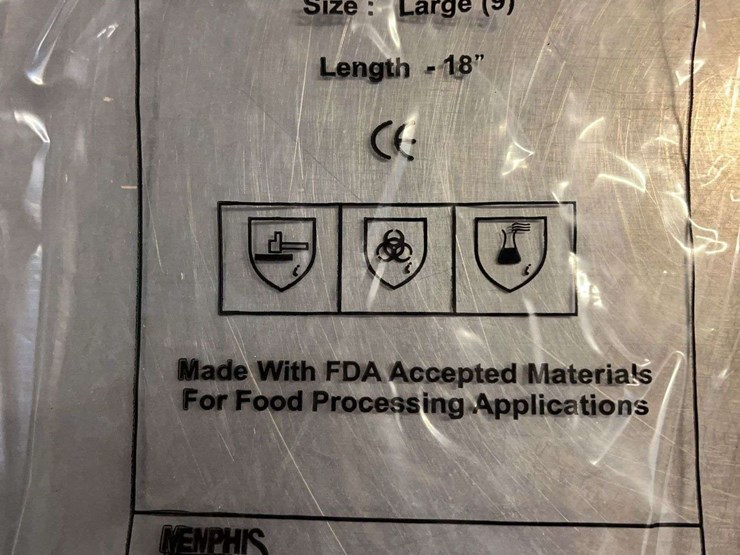 Size : Large (9)
Length - 18"
CE
Made With FDA Accepted Materials
For Food Processing Applications
MEMPHIS